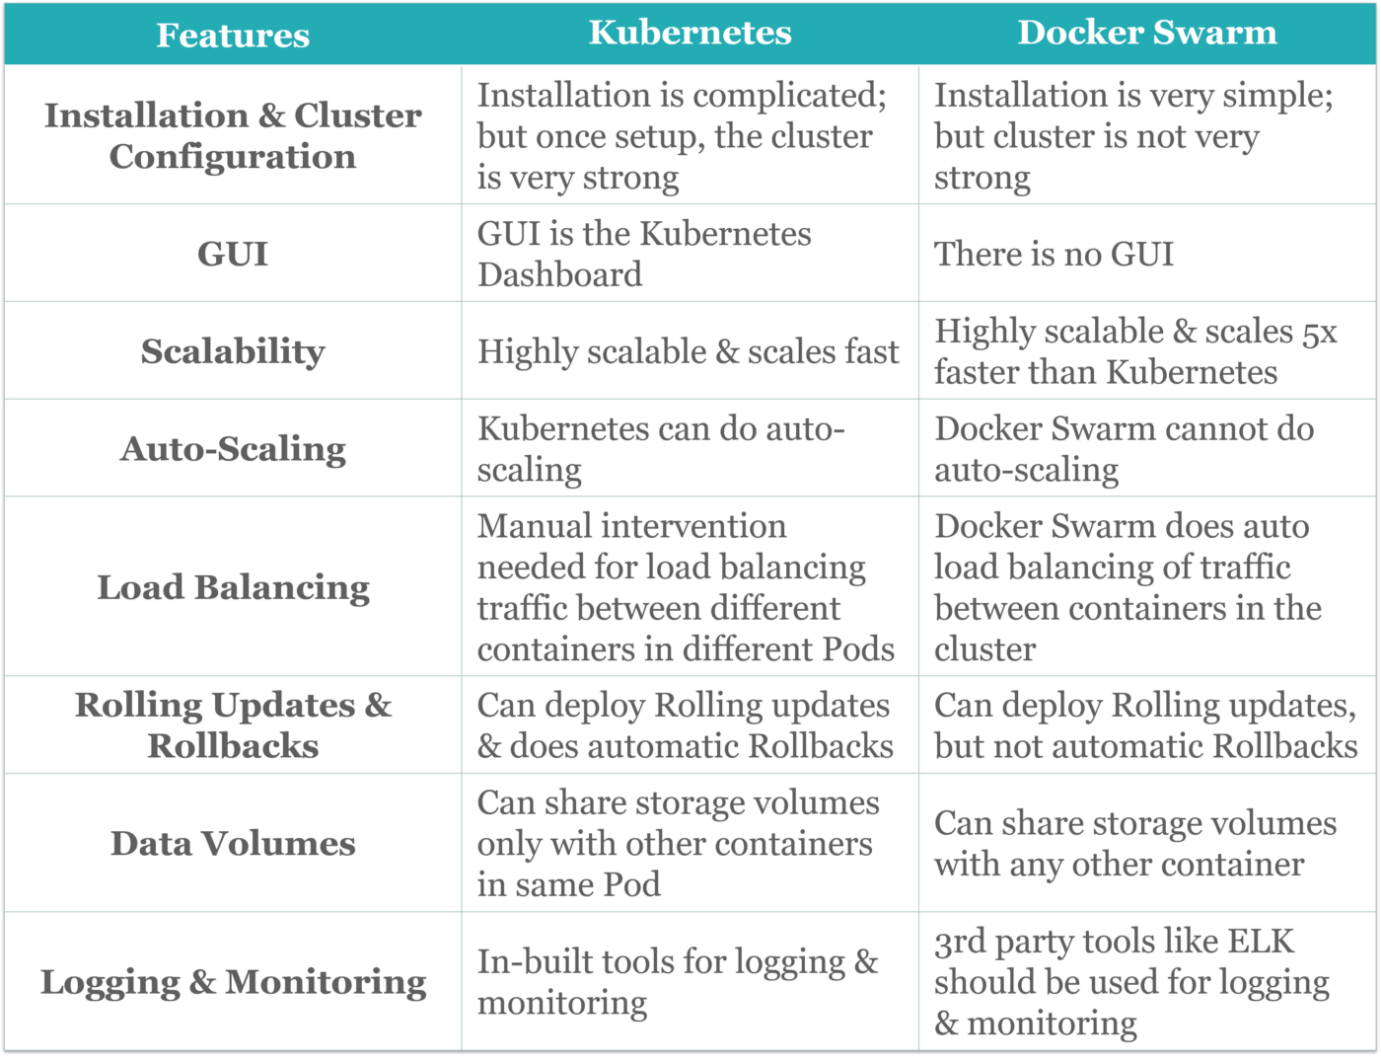 Features
Kubernetes
Docker Swarm
Installation & Cluster
Configuration
Installation is complicated;
but once setup, the cluster
is very strong
Installation is very simple;
but cluster is not very
strong
GUI
GUI is the Kubernetes
Dashboard
There is no GUI
Scalability
Highly scalable & scales fast
Highly scalable & scales 5x
faster than Kubernetes
Auto-Scaling
Kubernetes can do auto-
scaling
Docker Swarm cannot do
auto-scaling
Load Balancing
Manual intervention
needed for load balancing
traffic between different
containers in different Pods
Docker Swarm does auto
load balancing of traffic
between containers in the
cluster
Rolling Updates &
Rollbacks
Can deploy Rolling updates
& does automatic Rollbacks
Can deploy Rolling updates,
but not automatic Rollbacks
Data Volumes
Can share storage volumes
only with other containers
in same Pod
Can share storage volumes
with any other container
Logging & Monitoring
In-built tools for logging &
monitoring
3rd party tools like ELK
should be used for logging
& monitoring